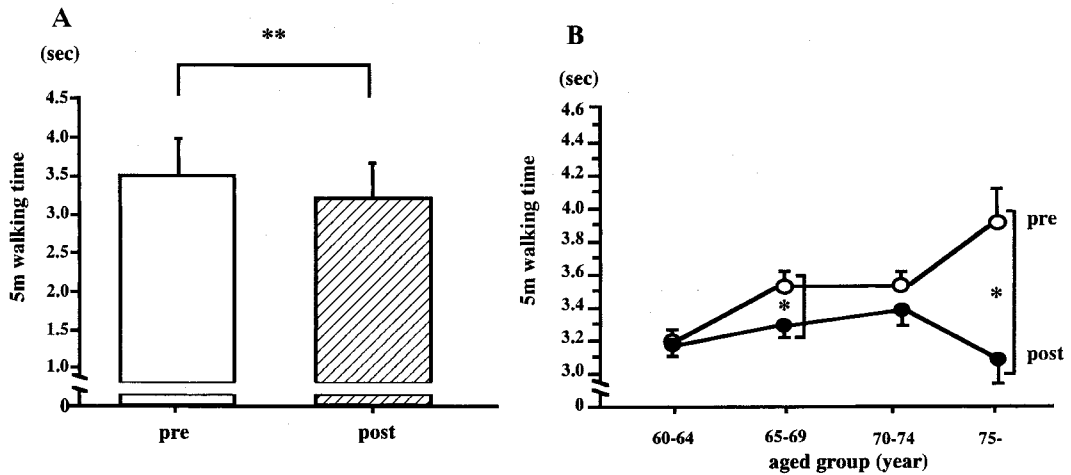 A
(sec)
**
5m walking time
4.5
4.0
3.5
3.0
2.5
2.0
1.5
1.0
0
pre
post
B
(sec)
5m walking time
4.6
4.4
4.2
4.0
3.8
3.6
3.4
3.2
3.0
0
*
*
pre
post
60-64
65-69
70-74
75-
aged group (year)